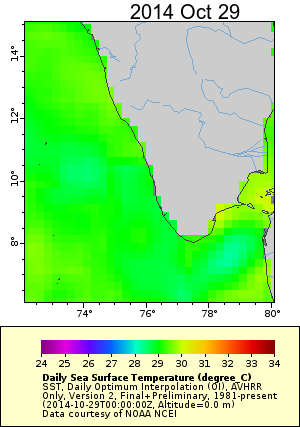 2014 Oct 29
14°
12°
10°
8°
74° 76° 78° 80°
24 25 26 27 28 29 30 31 32 33 34
Daily Sea Surface Temperature (degree_C)
SST, Daily Optimum Interpolation (OI), AVHRR
Only, Version 2, Final+Preliminary, 1981-present
(2014-10-29T00:00:00Z, Altitude=0.0 m)
Data courtesy of NOAA NCEI